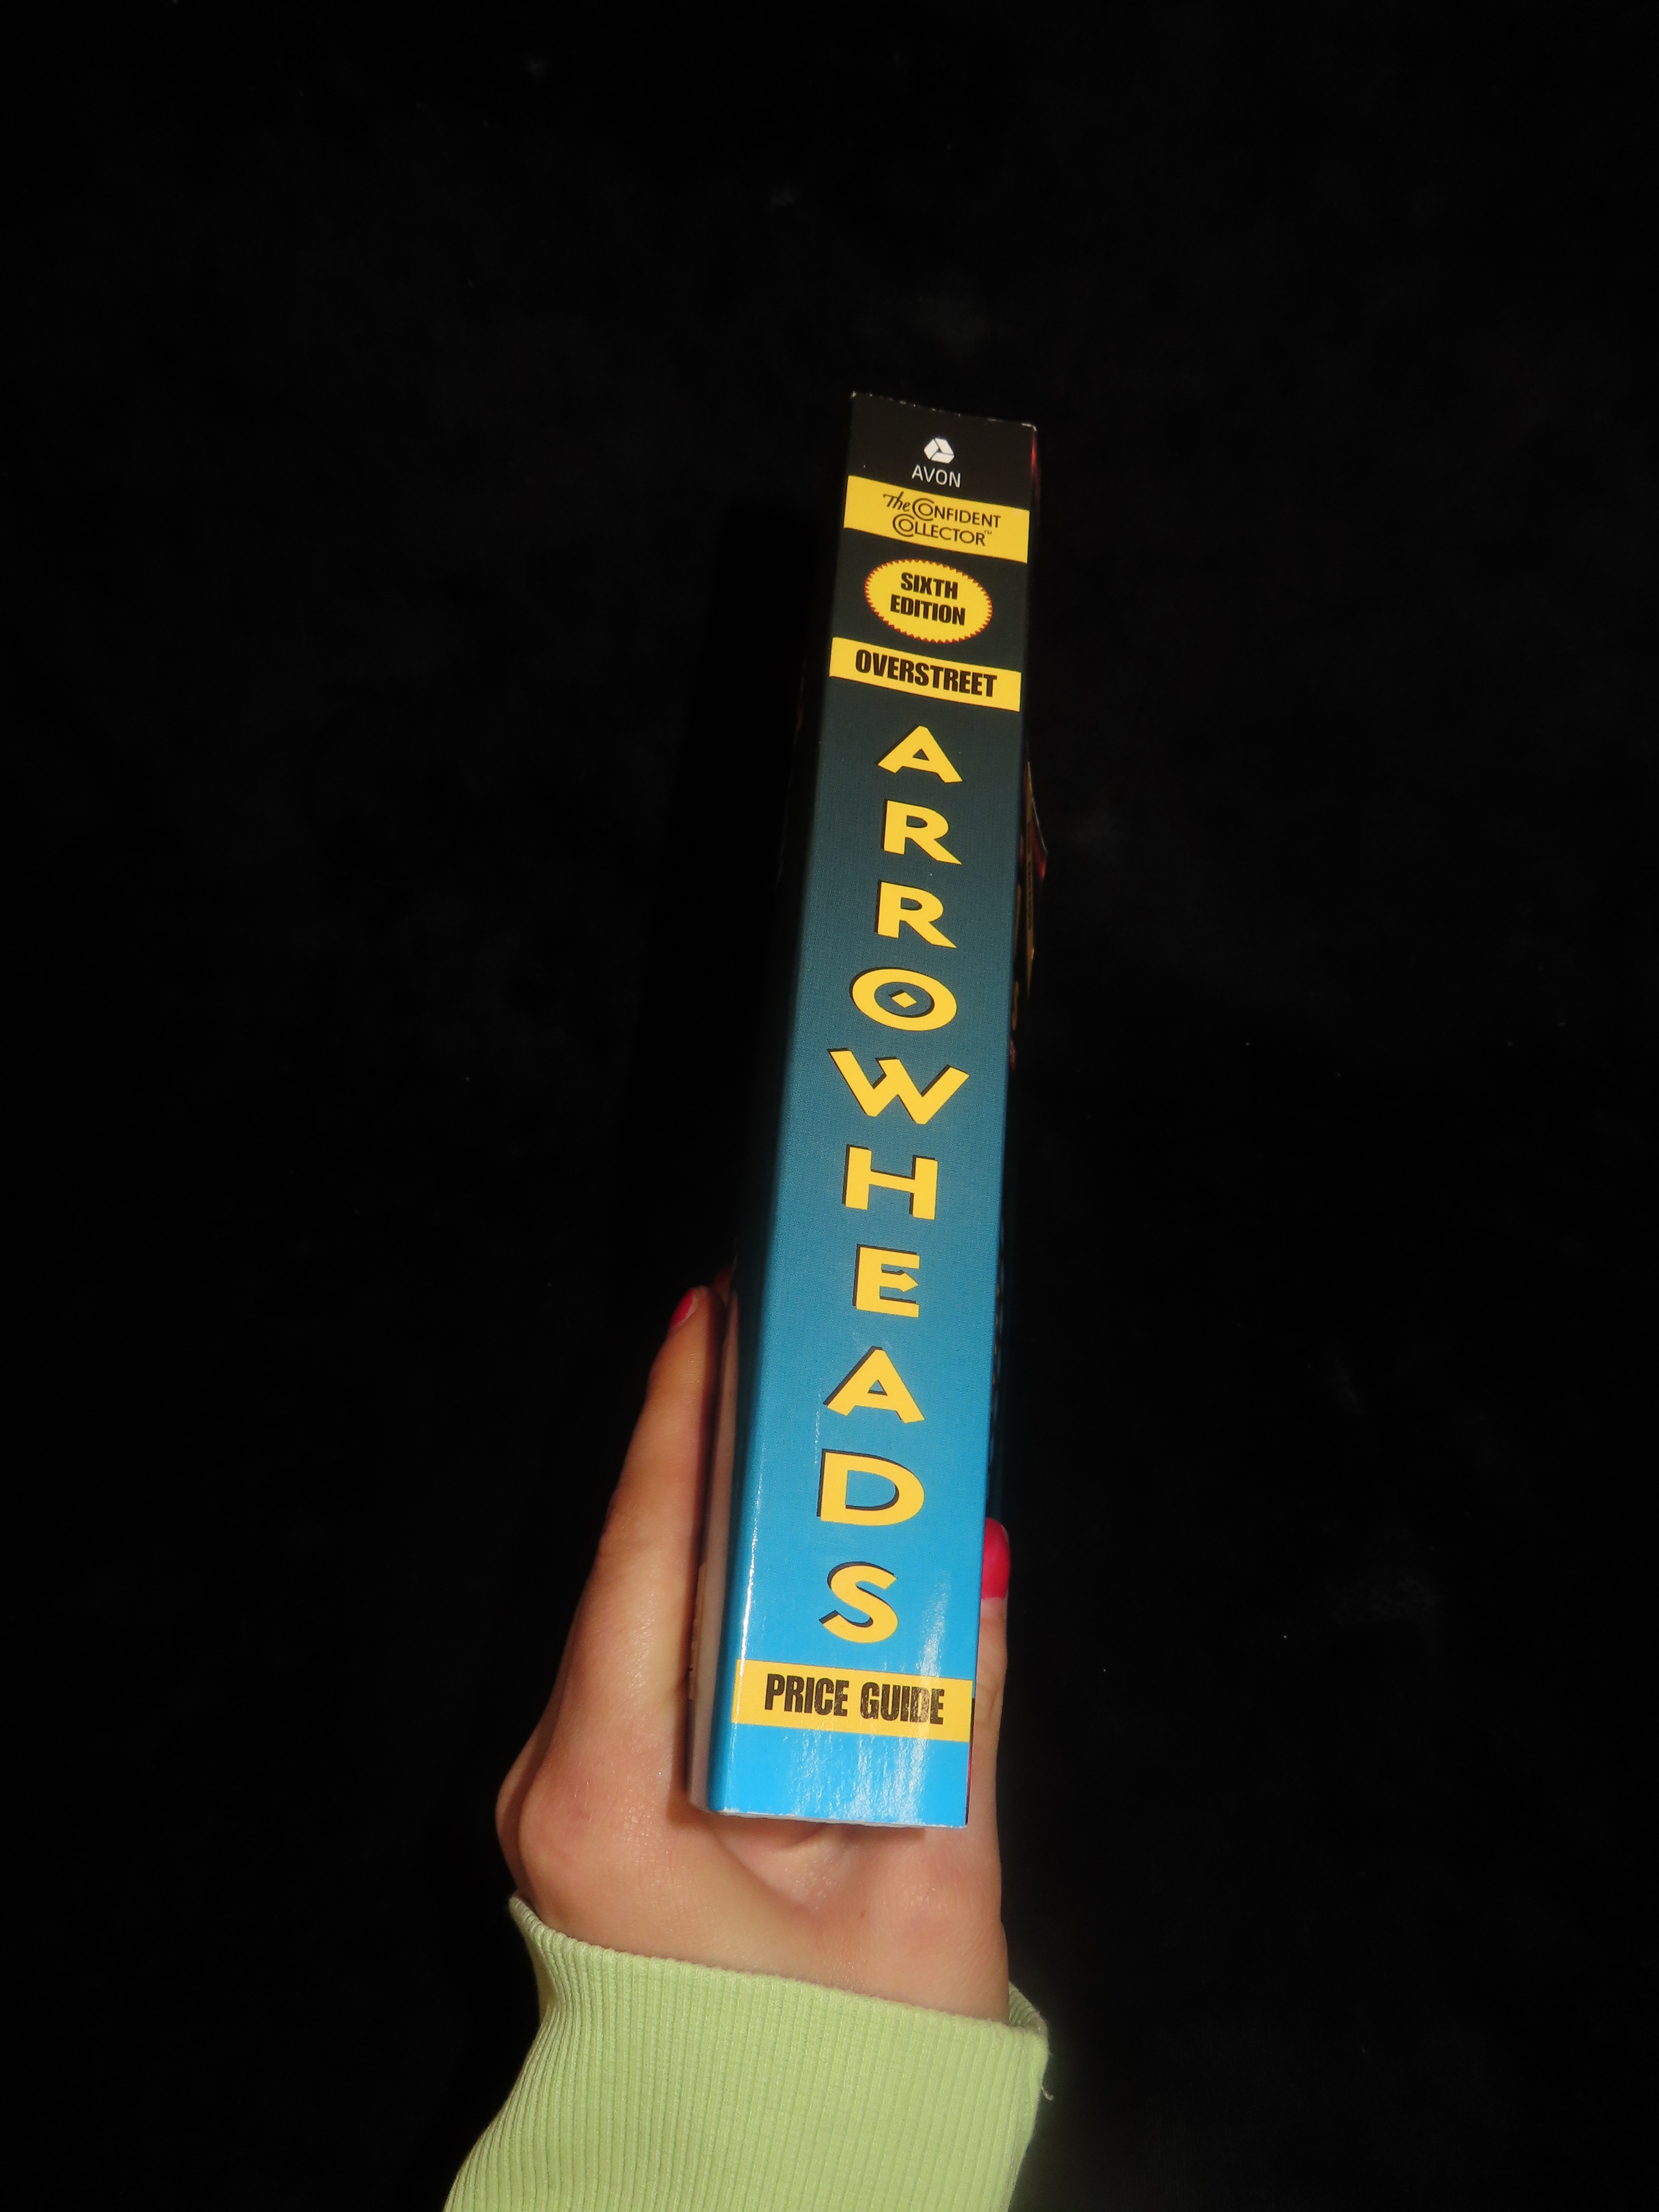 AVON
The CONFIDENT
COLLECTOR™
SIXTH
EDITION
OVERSTREET
ARROWHEADS
PRICE GUIDE